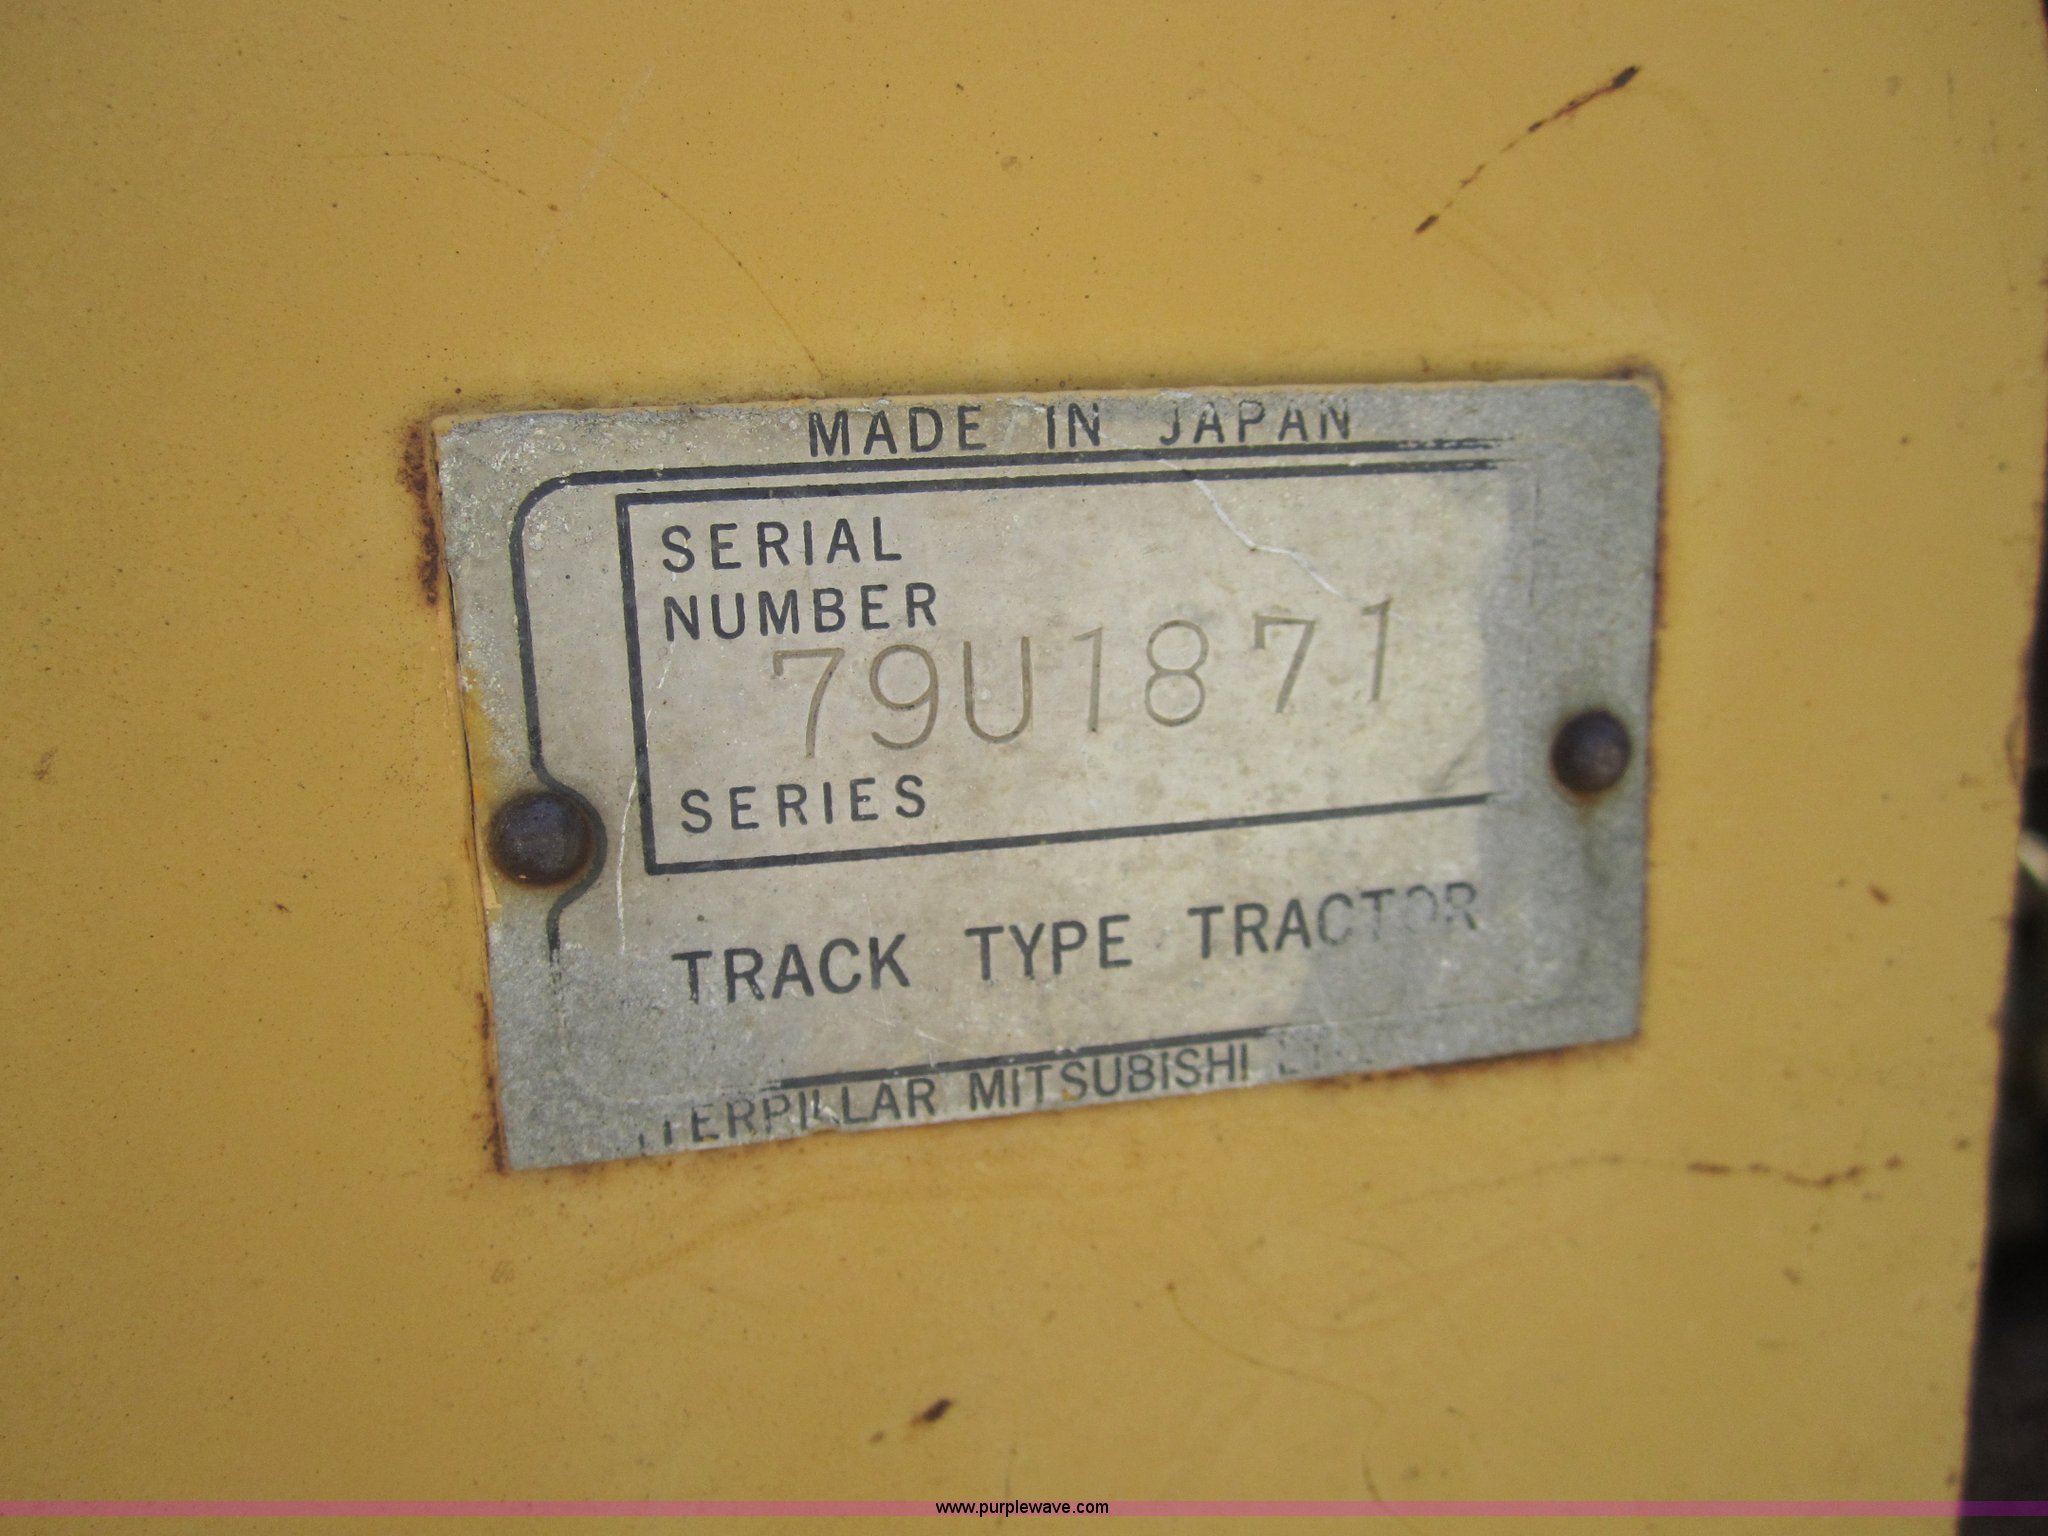 MADE IN JAPAN
SERIAL
NUMBER
79U1871
SERIES
TRACK TYPE TRACTOR
TERPILLAR MITSUBISHI
www.purplewave.com